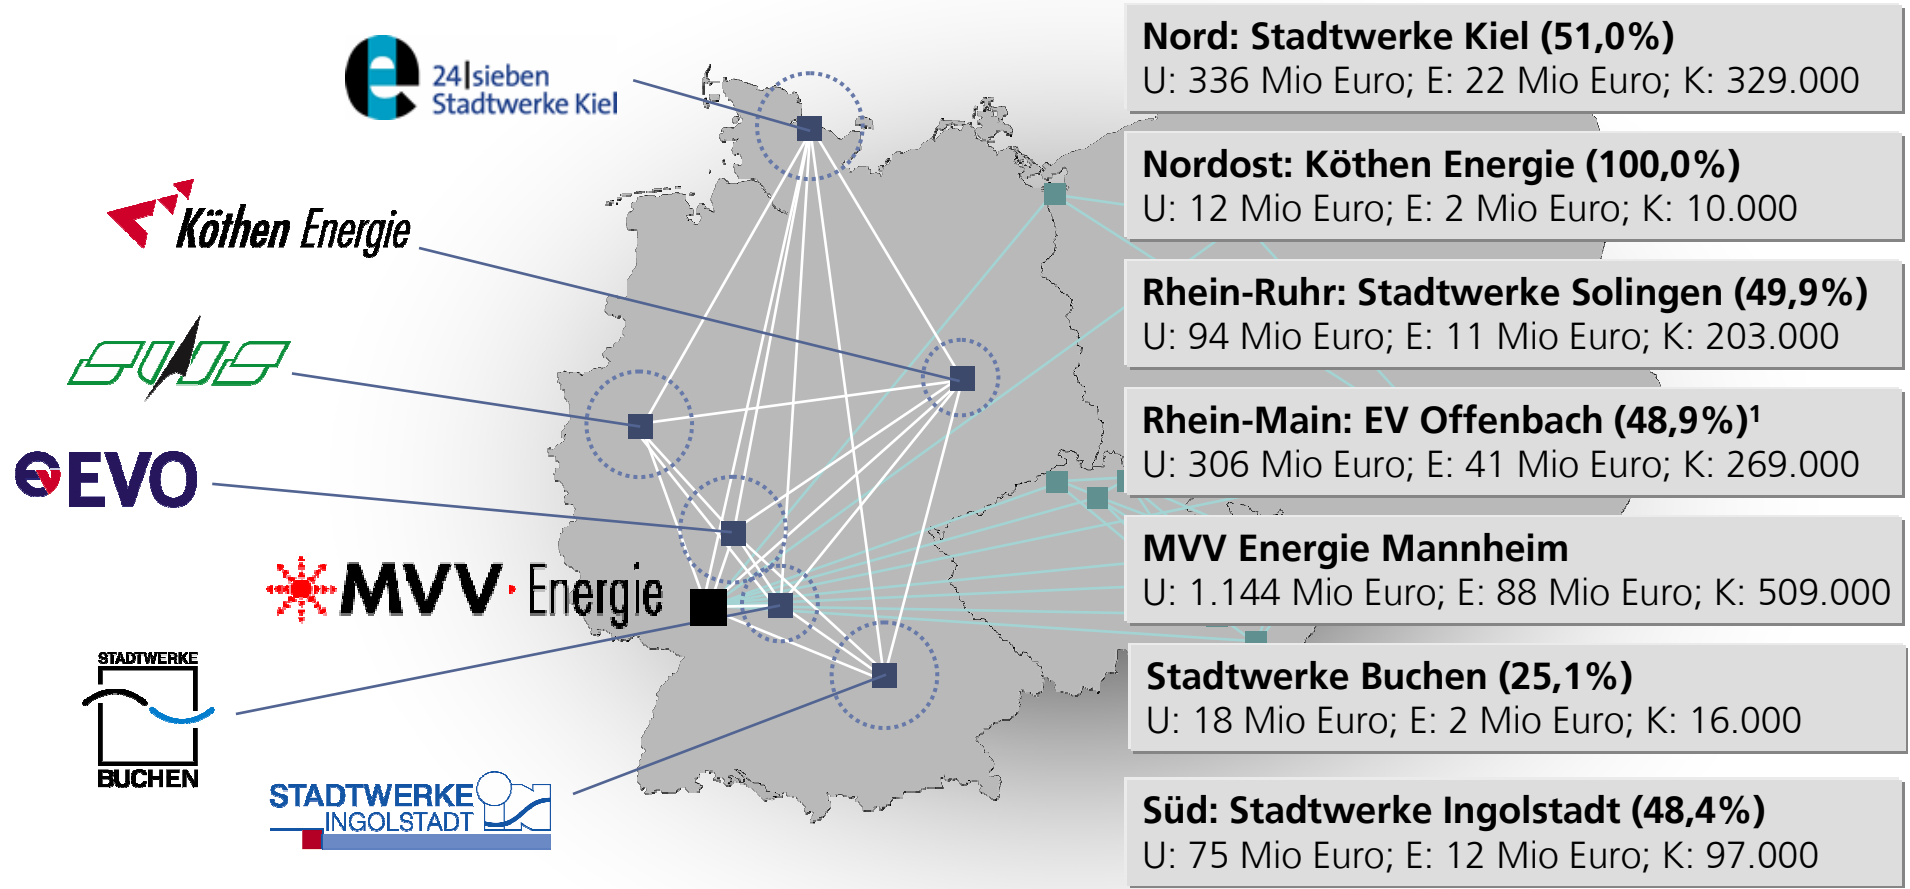 24|sieben
Stadtwerke Kiel
Köthen Energie
SWS
EVO
MVV Energie
STADTWERKE
BUCHEN
STADTWERKE
INGOLSTADT
Nord: Stadtwerke Kiel (51,0%)
U: 336 Mio Euro; E: 22 Mio Euro; K: 329.000
Nordost: Köthen Energie (100,0%)
U: 12 Mio Euro; E: 2 Mio Euro; K: 10.000
Rhein-Ruhr: Stadtwerke Solingen (49,9%)
U: 94 Mio Euro; E: 11 Mio Euro; K: 203.000
Rhein-Main: EV Offenbach (48,9%)¹
U: 306 Mio Euro; E: 41 Mio Euro; K: 269.000
MVV Energie Mannheim
U: 1.144 Mio Euro; E: 88 Mio Euro; K: 509.000
Stadtwerke Buchen (25,1%)
U: 18 Mio Euro; E: 2 Mio Euro; K: 16.000
Süd: Stadtwerke Ingolstadt (48,4%)
U: 75 Mio Euro; E: 12 Mio Euro; K: 97.000